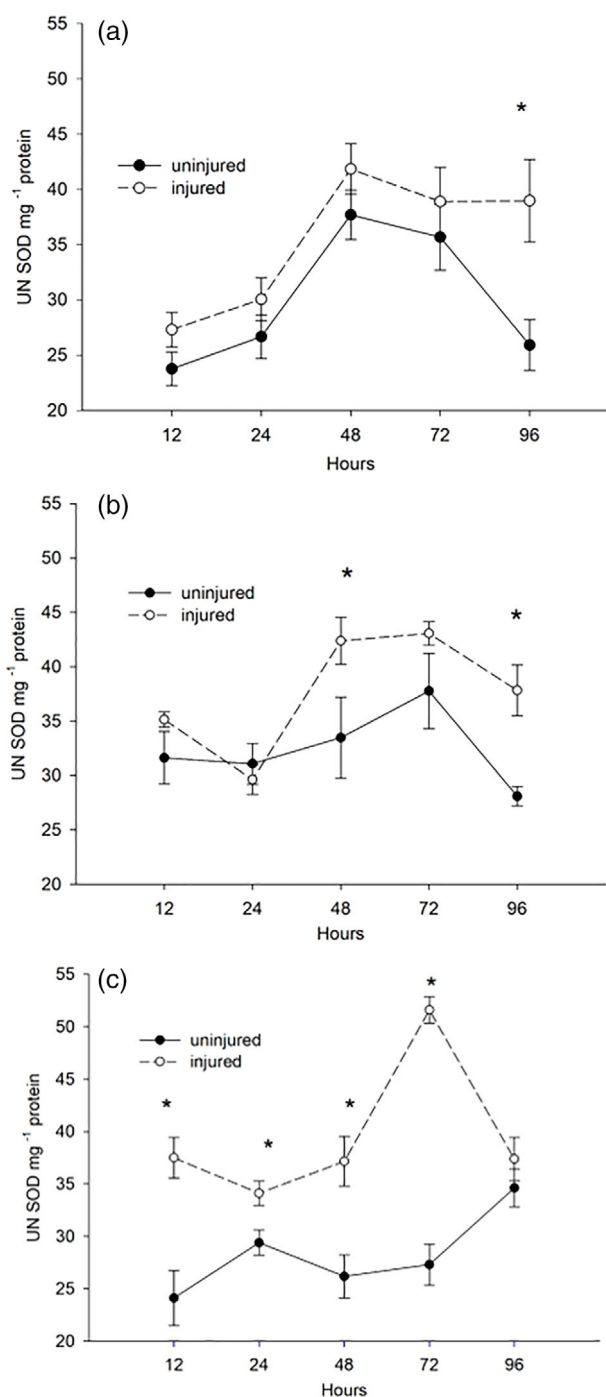 (a)
55
50
45
40
35
30
25
20
UN SOD mg -1 protein
uninjured
injured
*
12 24 48 72 96
Hours
(b)
55
50
45
40
35
30
25
20
UN SOD mg -1 protein
uninjured
injured
* *
12 24 48 72 96
Hours
(c)
55
50
45
40
35
30
25
20
UN SOD mg -1 protein
uninjured
injured
* * * *
12 24 48 72 96
Hours